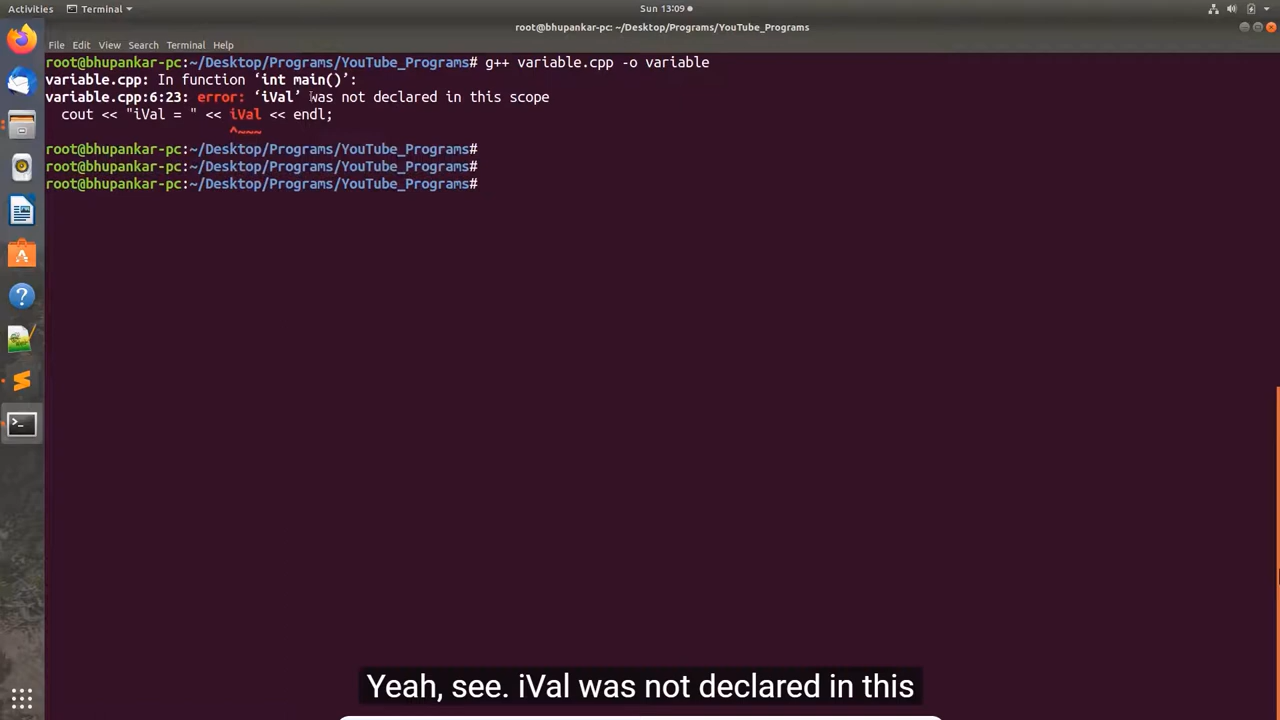 Activities Terminal Sun 13:09
root@bhupankar-pc: ~/Desktop/Programs/YouTube_Programs
File Edit View Search Terminal Help
root@bhupankar-pc:~/Desktop/Programs/YouTube_Programs# g++ variable.cpp -o variable
variable.cpp: In function ‘int main()’:
variable.cpp:6:23: error: ‘iVal’ was not declared in this scope
cout << "iVal = " << iVal << endl;
^~~~
root@bhupankar-pc:~/Desktop/Programs/YouTube_Programs#
root@bhupankar-pc:~/Desktop/Programs/YouTube_Programs#
root@bhupankar-pc:~/Desktop/Programs/YouTube_Programs#
Yeah, see. iVal was not declared in this